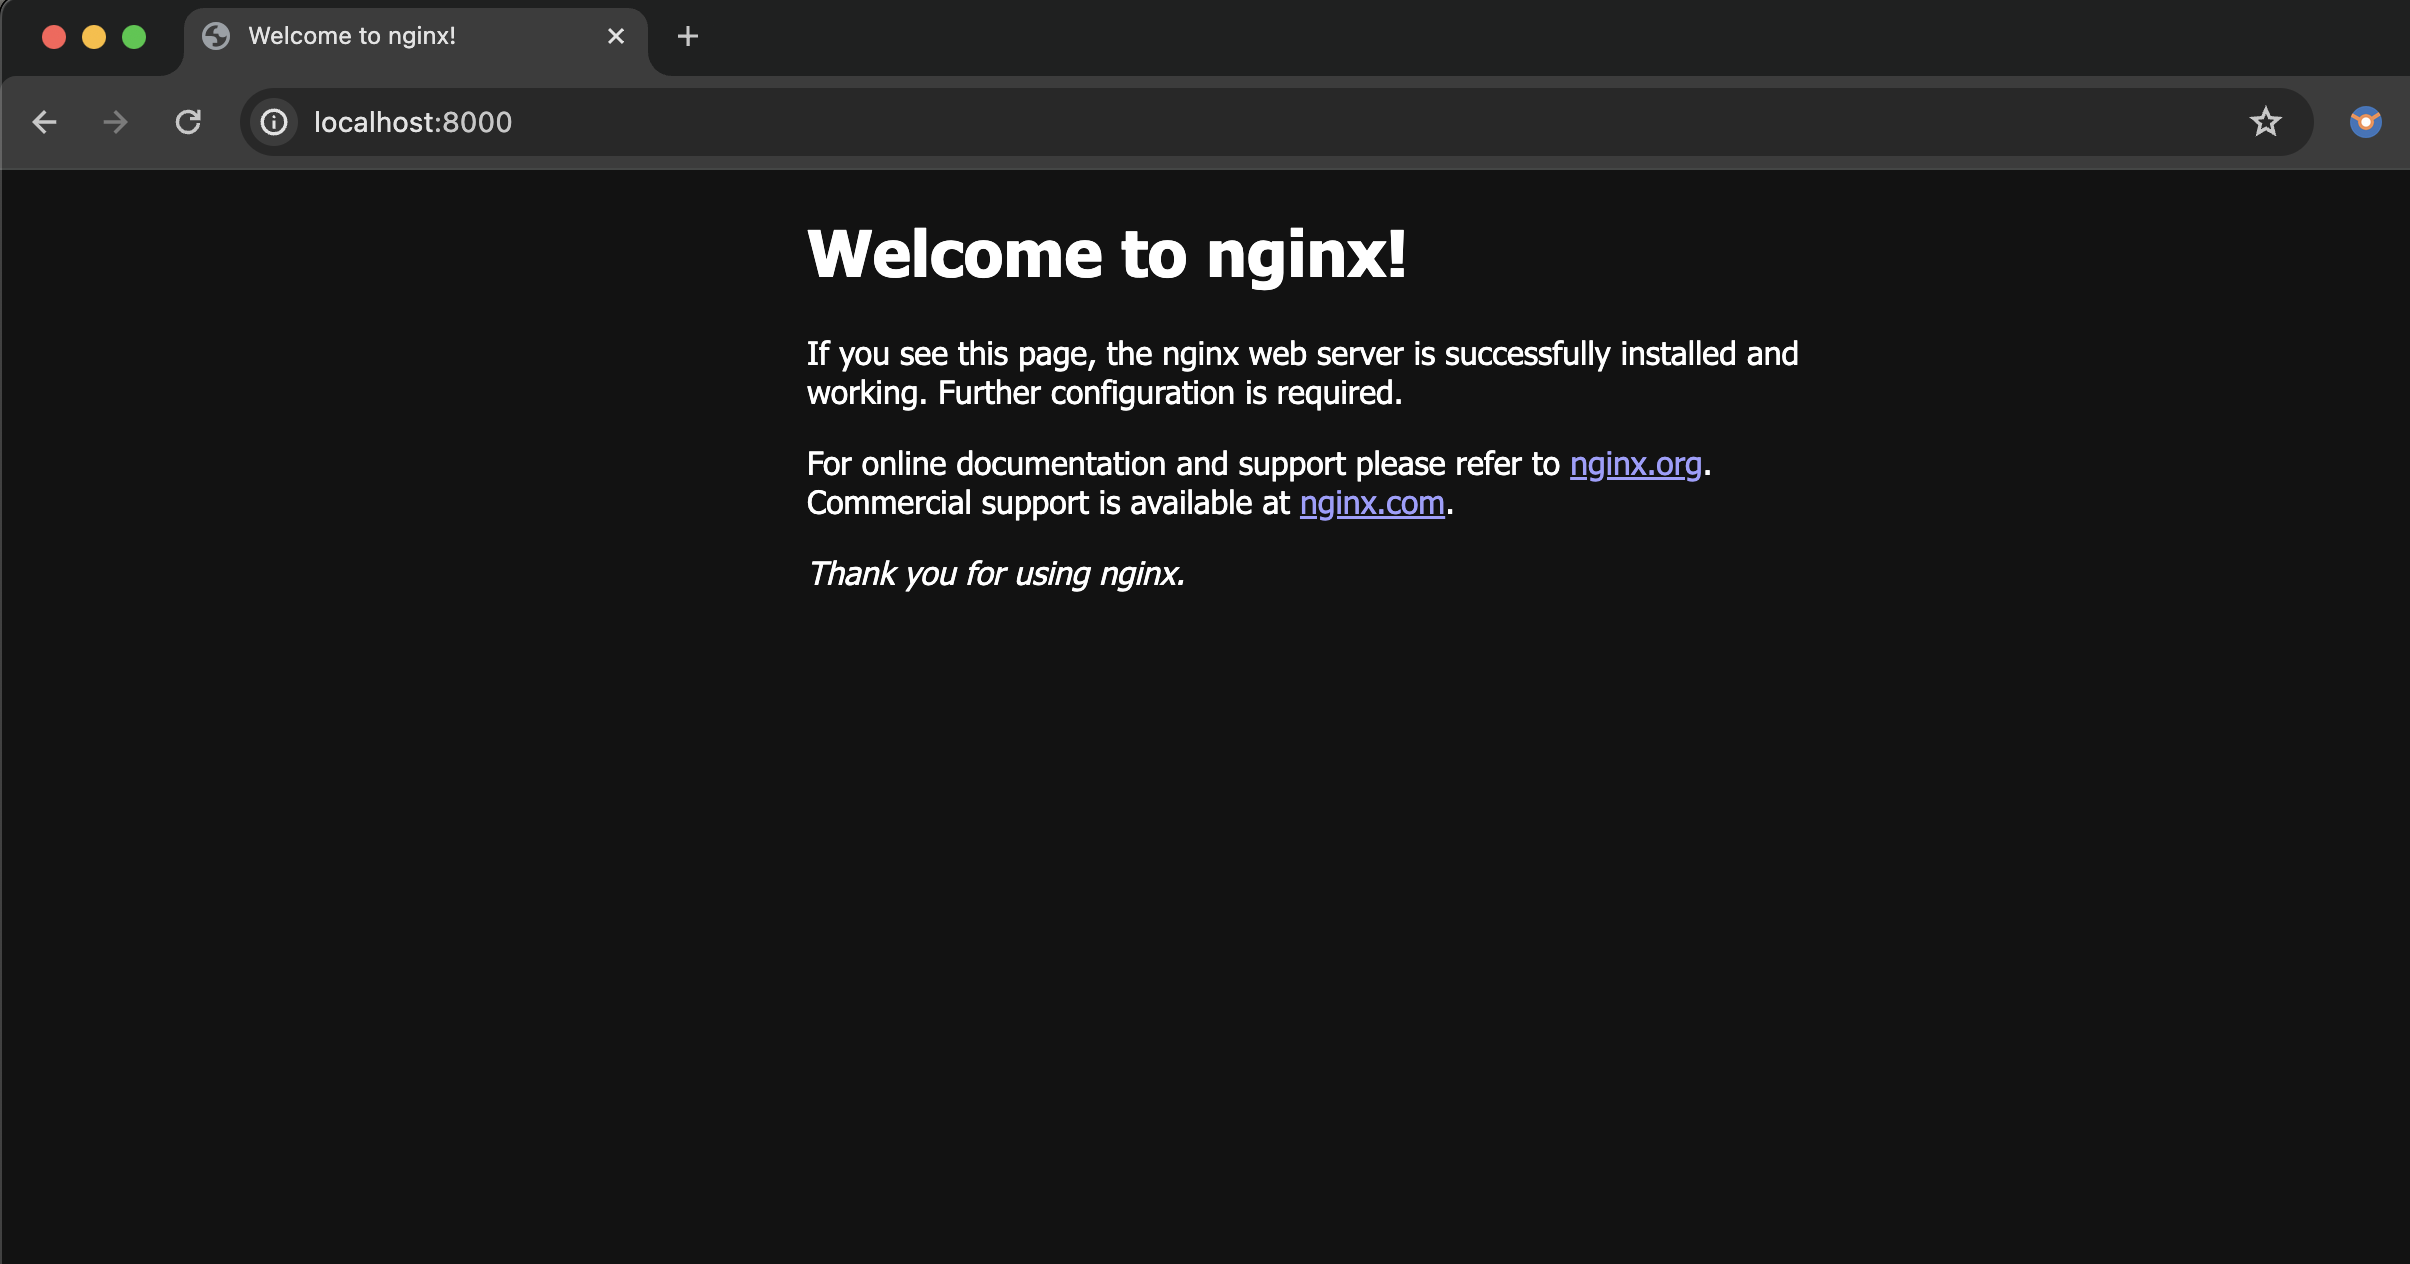 Welcome to nginx!
localhost:8000
Welcome to nginx!
If you see this page, the nginx web server is successfully installed and
working. Further configuration is required.
For online documentation and support please refer to nginx.org.
Commercial support is available at nginx.com.
Thank you for using nginx.